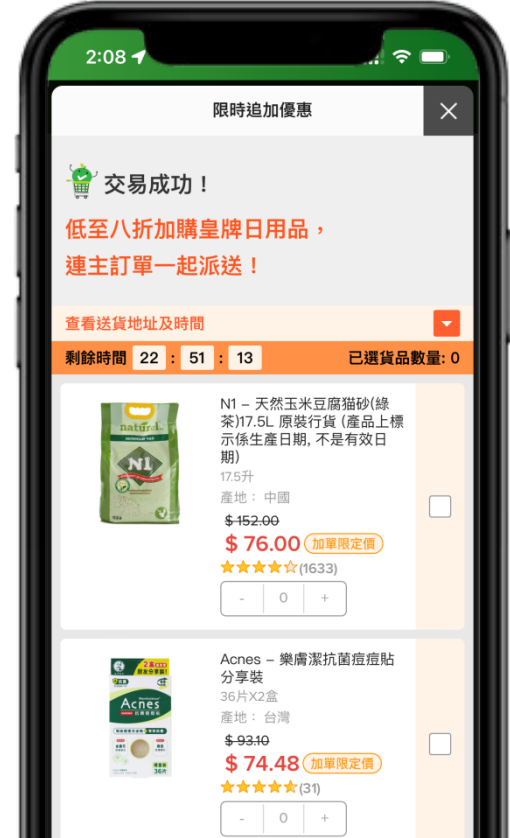 2:08
限時追加優惠
交易成功！
低至八折加購皇牌日用品，
連主訂單一起派送！
查看送貨地址及時間
剩餘時間 22 : 51 : 13 已選貨品數量: 0
N1 – 天然玉米豆腐猫砂(綠
茶)17.5L 原裝行貨 (產品上標
示係生產日期, 不是有效日
期)
17.5升
產地： 中國
$ 152.00
$ 76.00 加單限定價
(1633)
- 0 +
natural
N1
Acnes – 樂膚潔抗菌痘痘貼
分享裝
36片X2盒
產地： 台灣
$ 93.10
$ 74.48 加單限定價
(31)
- 0 +
Acnes
36片